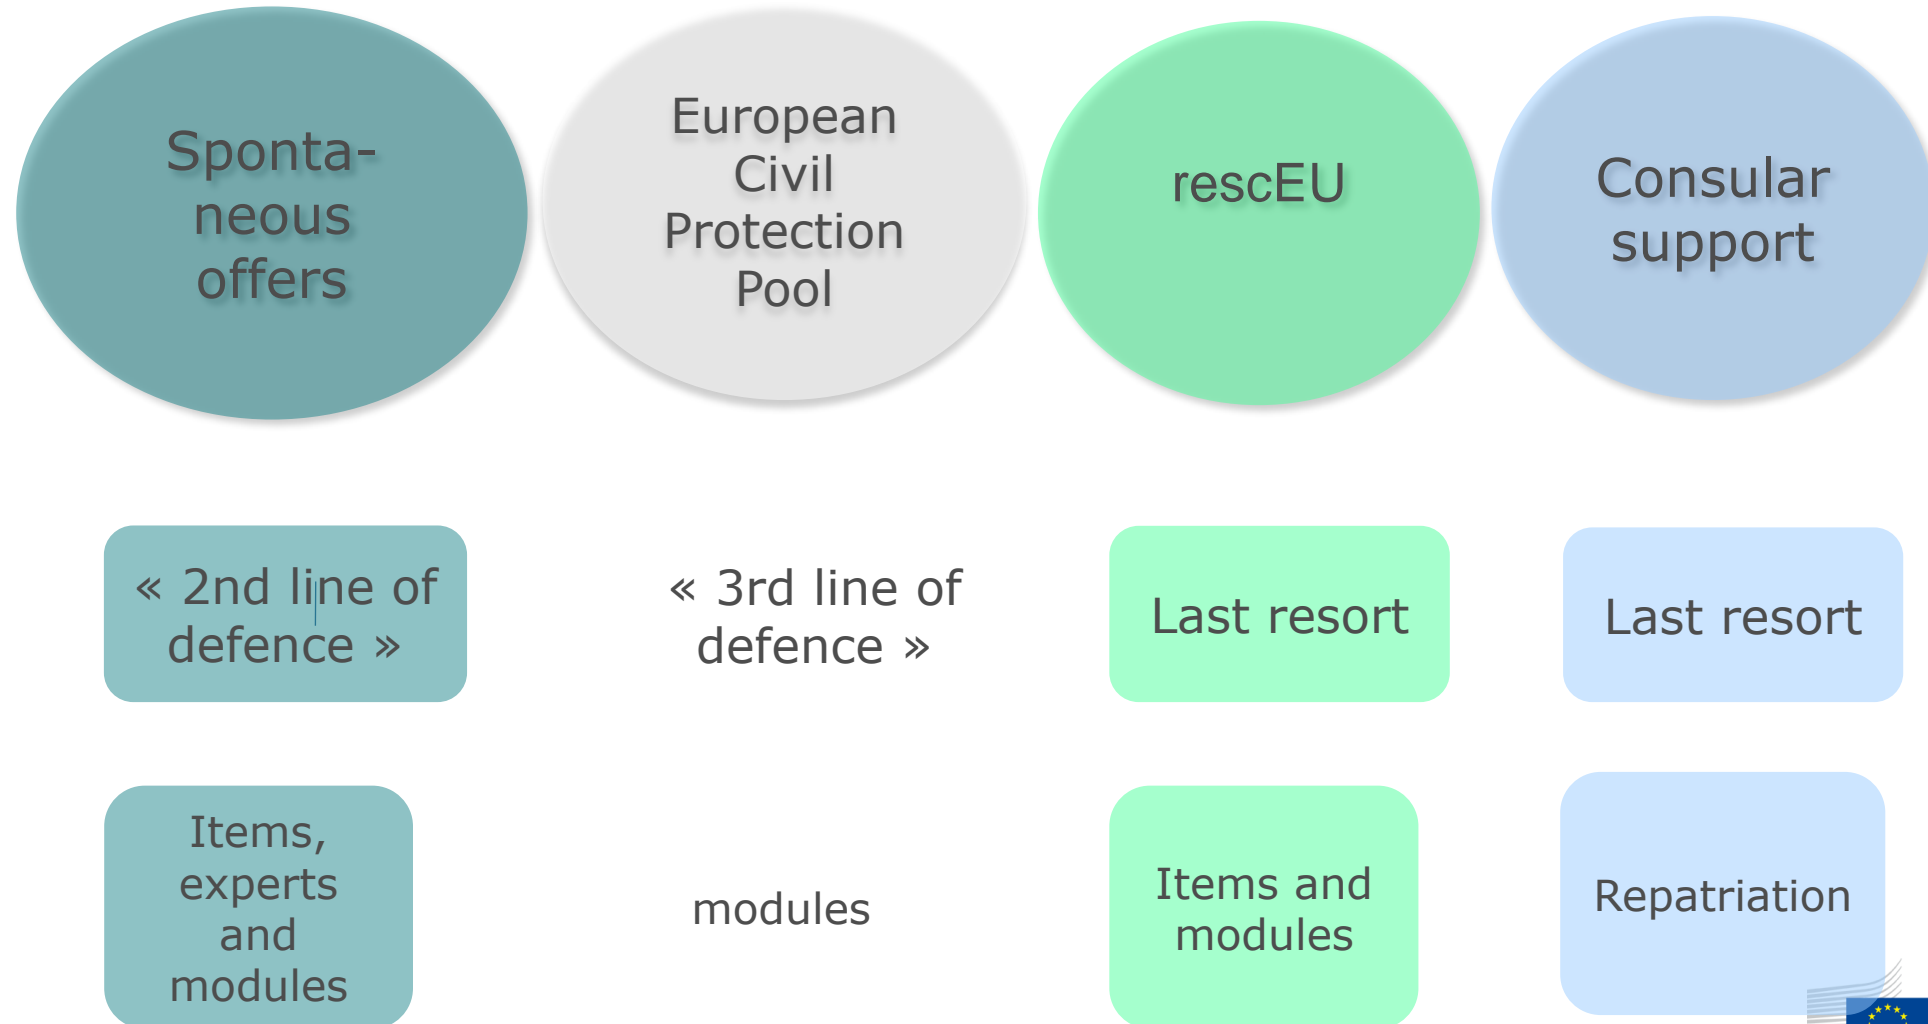 Sponta-
neous
offers
European
Civil
Protection
Pool
rescEU
Consular
support
« 2nd line of
defence »
« 3rd line of
defence »
Last resort
Last resort
Items,
experts
and
modules
modules
Items and
modules
Repatriation